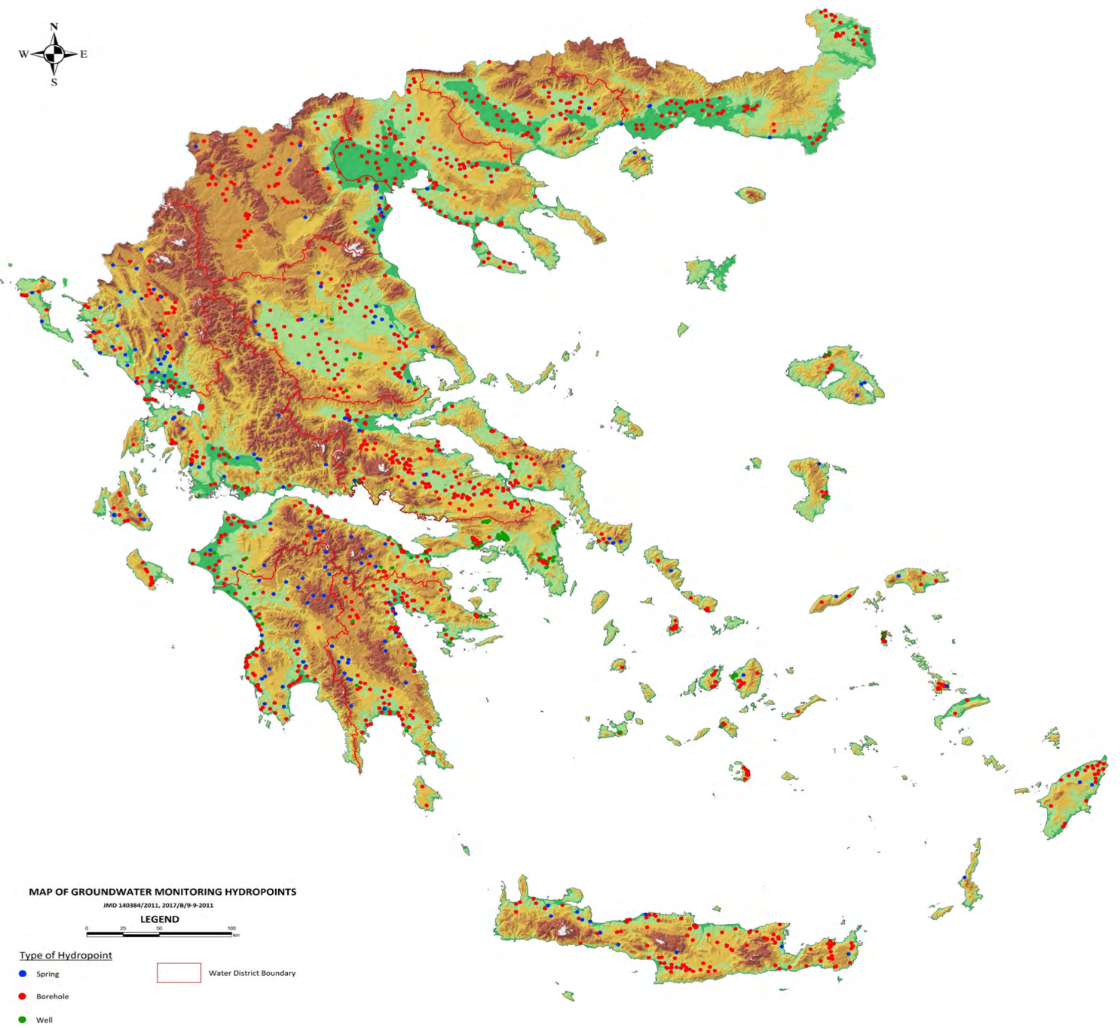 N
W E
S
MAP OF GROUNDWATER MONITORING HYDROPOINTS
JMD 140384/2011, 2017/B/9-9-2011
LEGEND
0 25 50 100
Km
Type of Hydropoint
Spring
Water District Boundary
Borehole
Well